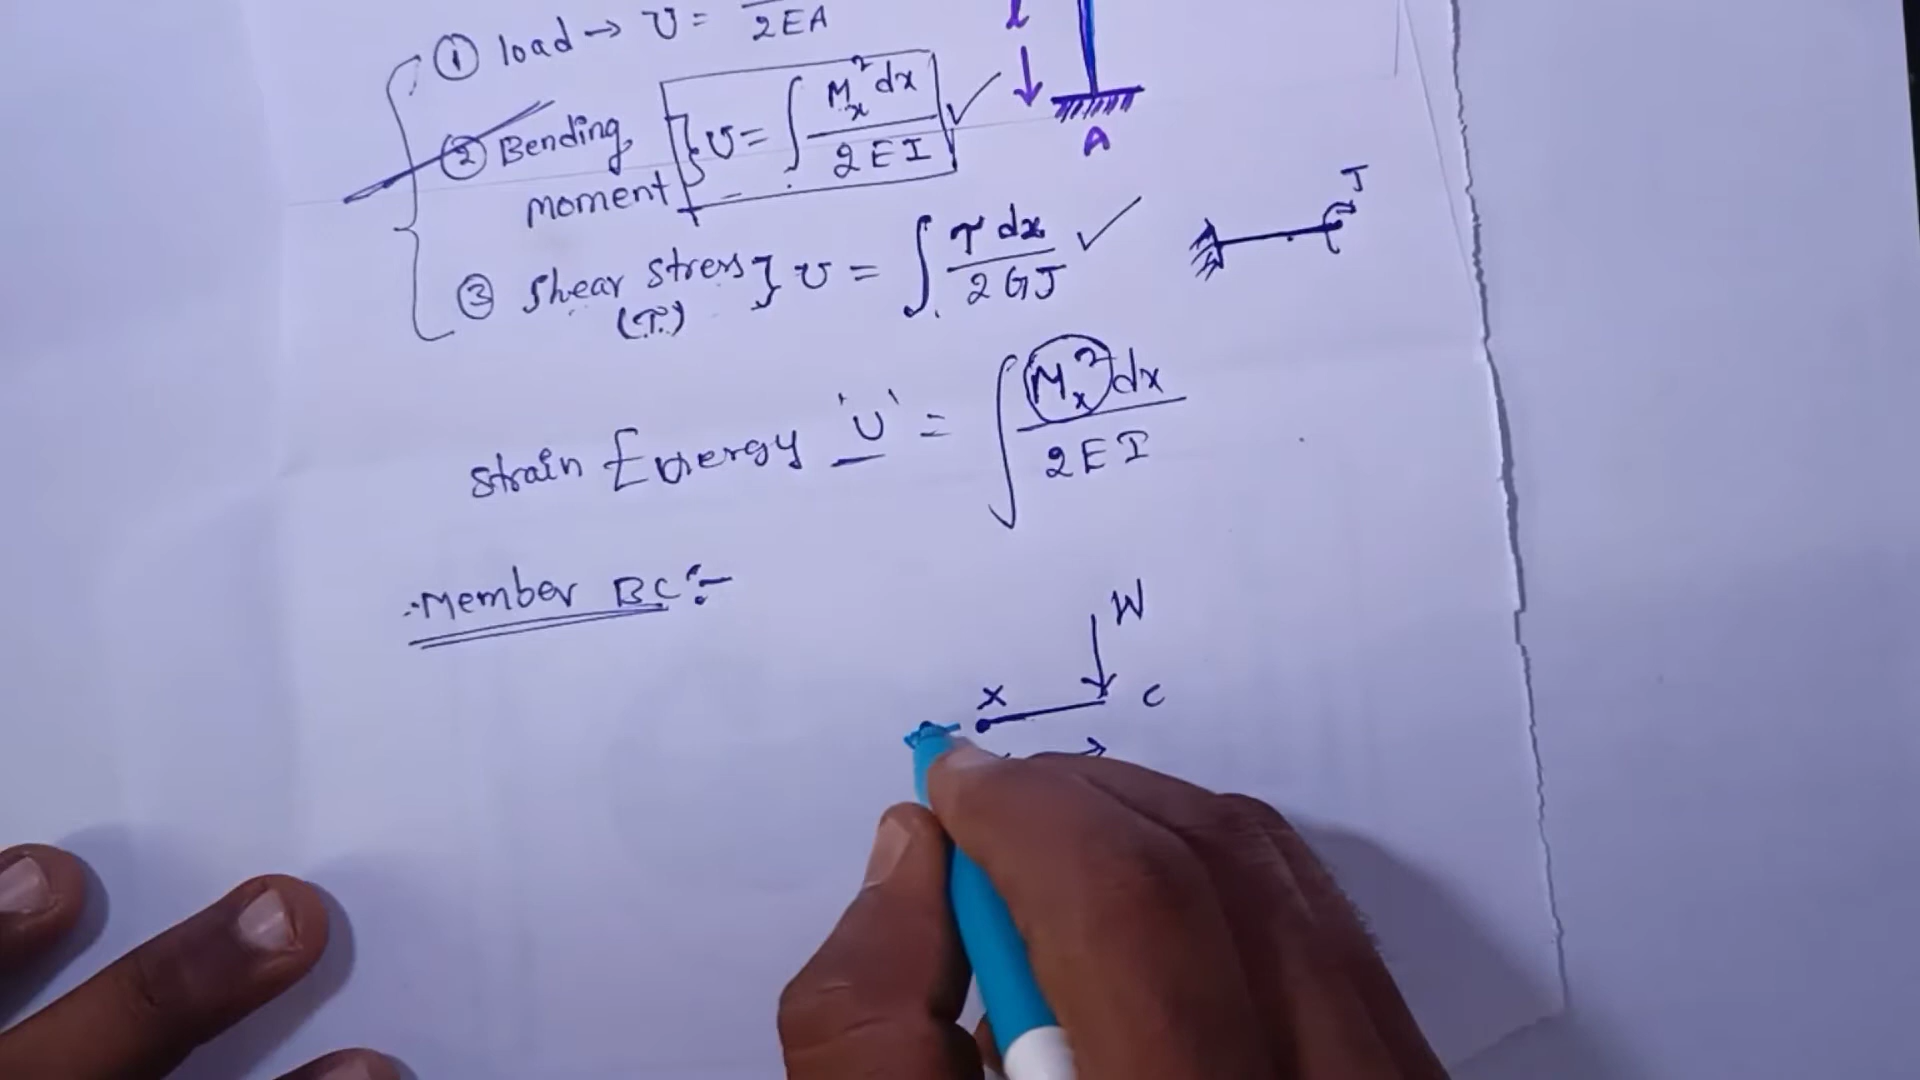 ① load → U = 2EA
l
② Bending moment } U = ∫ Mx² dx / 2EI ✓
A
③ Shear stress } U = ∫ τ dx / 2GJ ✓
(τ)
J
Strain Energy 'U' = ∫ Mx² dx / 2EI
Member BC :-
W
x
C